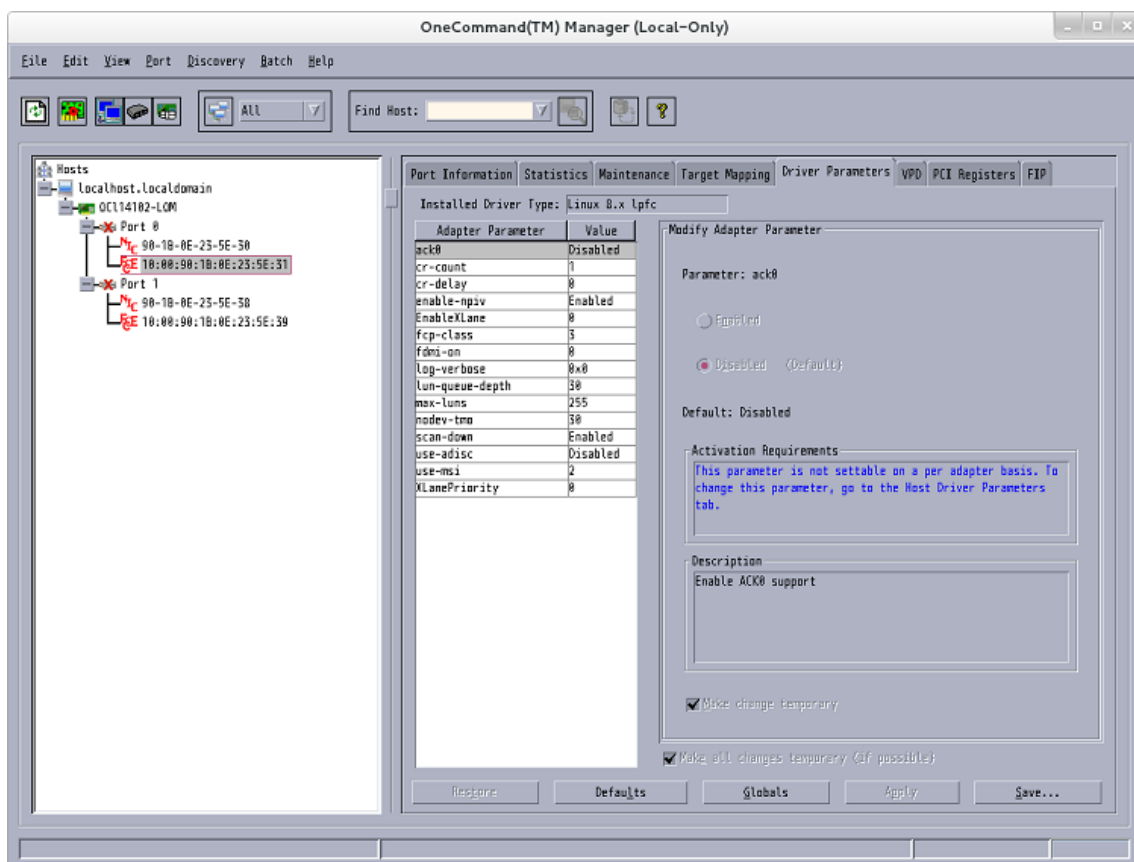 OneCommand(TM) Manager (Local-Only)
File Edit View Port Discovery Batch Help
All
Find Host:
Hosts
localhost.localdomain
OCl14102-LOM
Port 0
NIC 90-1B-0E-23-5E-30
FCoE 10:00:90:1B:0E:23:5E:31
Port 1
NIC 90-1B-0E-23-5E-38
FCoE 10:00:90:1B:0E:23:5E:39
Port Information Statistics Maintenance Target Mapping Driver Parameters VPD PCI Registers FIP
Installed Driver Type: Linux 8.x lpfc
Adapter Parameter Value
ack0 Disabled
cr-count 1
cr-delay 0
enable-npiv Enabled
EnableXLane 0
fcp-class 3
fdmi-on 0
log-verbose 0x0
lun-queue-depth 30
max-luns 255
nodev-tmo 30
scan-down Enabled
use-adisc Disabled
use-msi 2
XLanePriority 0
Modify Adapter Parameter
Parameter: ack0
Enabled
Disabled (Default)
Default: Disabled
Activation Requirements
This parameter is not settable on a per adapter basis. To
change this parameter, go to the Host Driver Parameters
tab.
Description
Enable ACK0 support
Make change temporary
Make all changes temporary (if possible)
Restore Defaults Globals Apply Save...